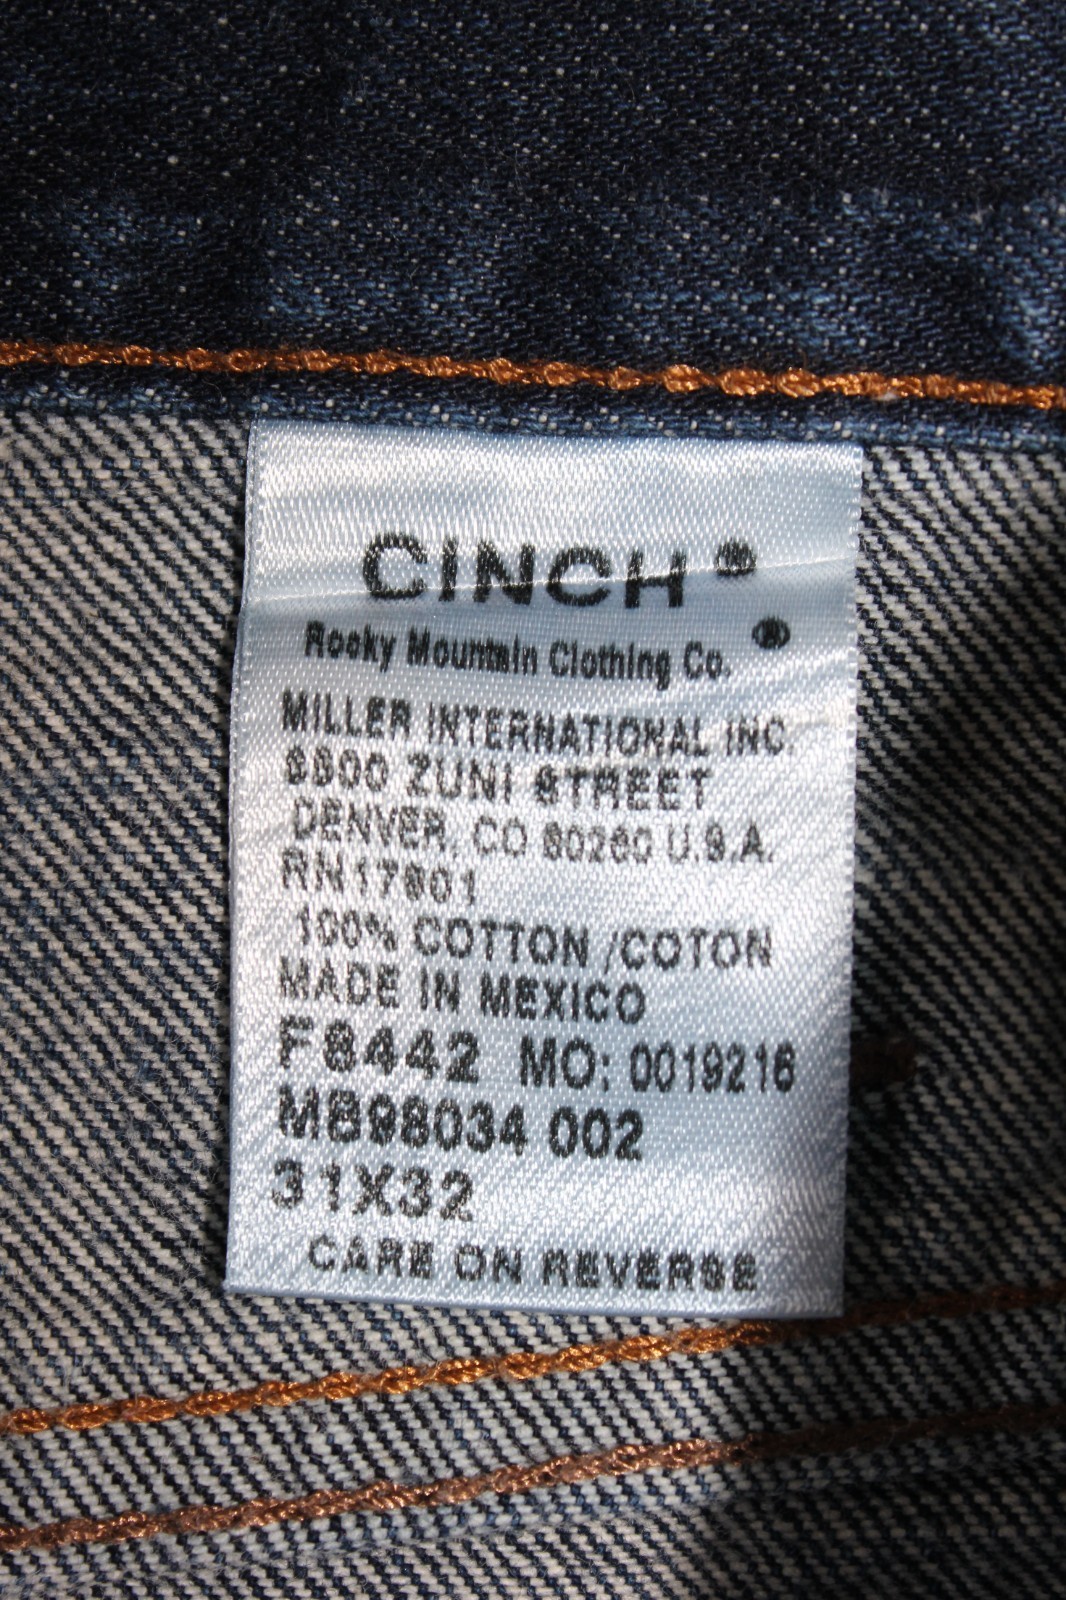 CINCH ®
Rocky Mountain Clothing Co. ®
MILLER INTERNATIONAL INC.
8500 ZUNI STREET
DENVER, CO 80260 U.S.A.
RN17801
100% COTTON /COTON
MADE IN MEXICO
F8442 MO: 0019216
MB98034 002
31X32
CARE ON REVERSE